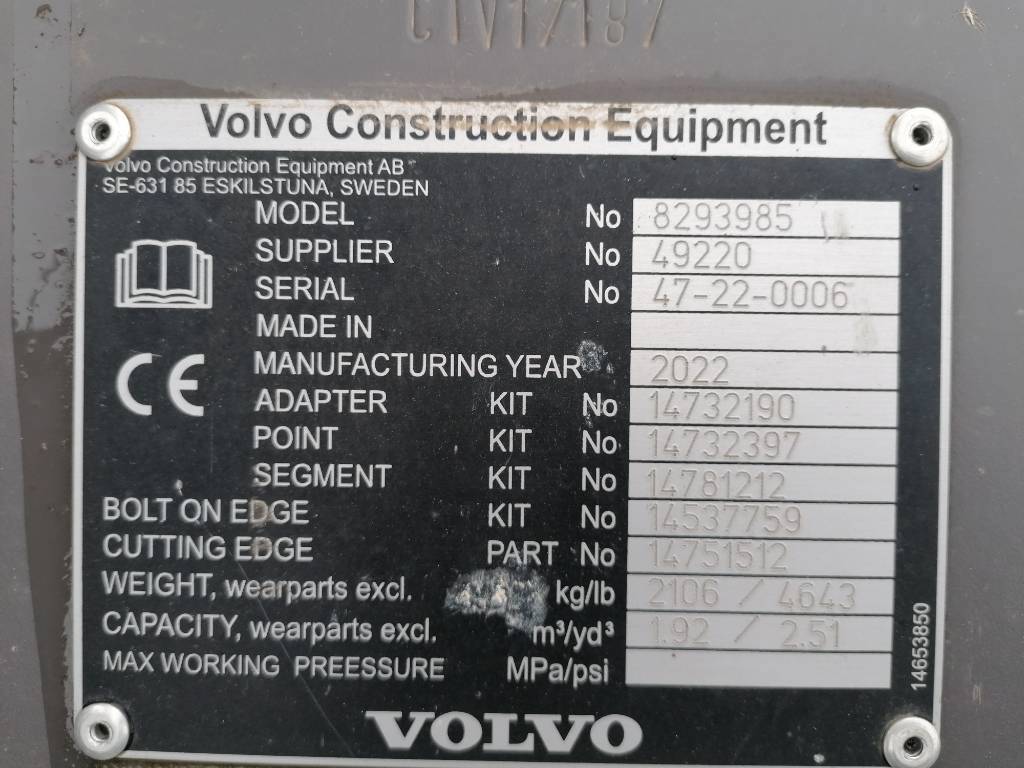 Volvo Construction Equipment
Volvo Construction Equipment AB
SE-631 85 ESKILSTUNA, SWEDEN
MODEL No 8293985
SUPPLIER No 49220
SERIAL No 47-22-0006
MADE IN
MANUFACTURING YEAR 2022
CE
ADAPTER KIT No 14732190
POINT KIT No 14732397
SEGMENT KIT No 14781212
BOLT ON EDGE KIT No 14537759
CUTTING EDGE PART No 14751512
WEIGHT, wearparts excl. kg/lb 2106 / 4643
CAPACITY, wearparts excl. m³/yd³ 1.92 / 2.51
MAX WORKING PREESSURE MPa/psi
14653850
VOLVO